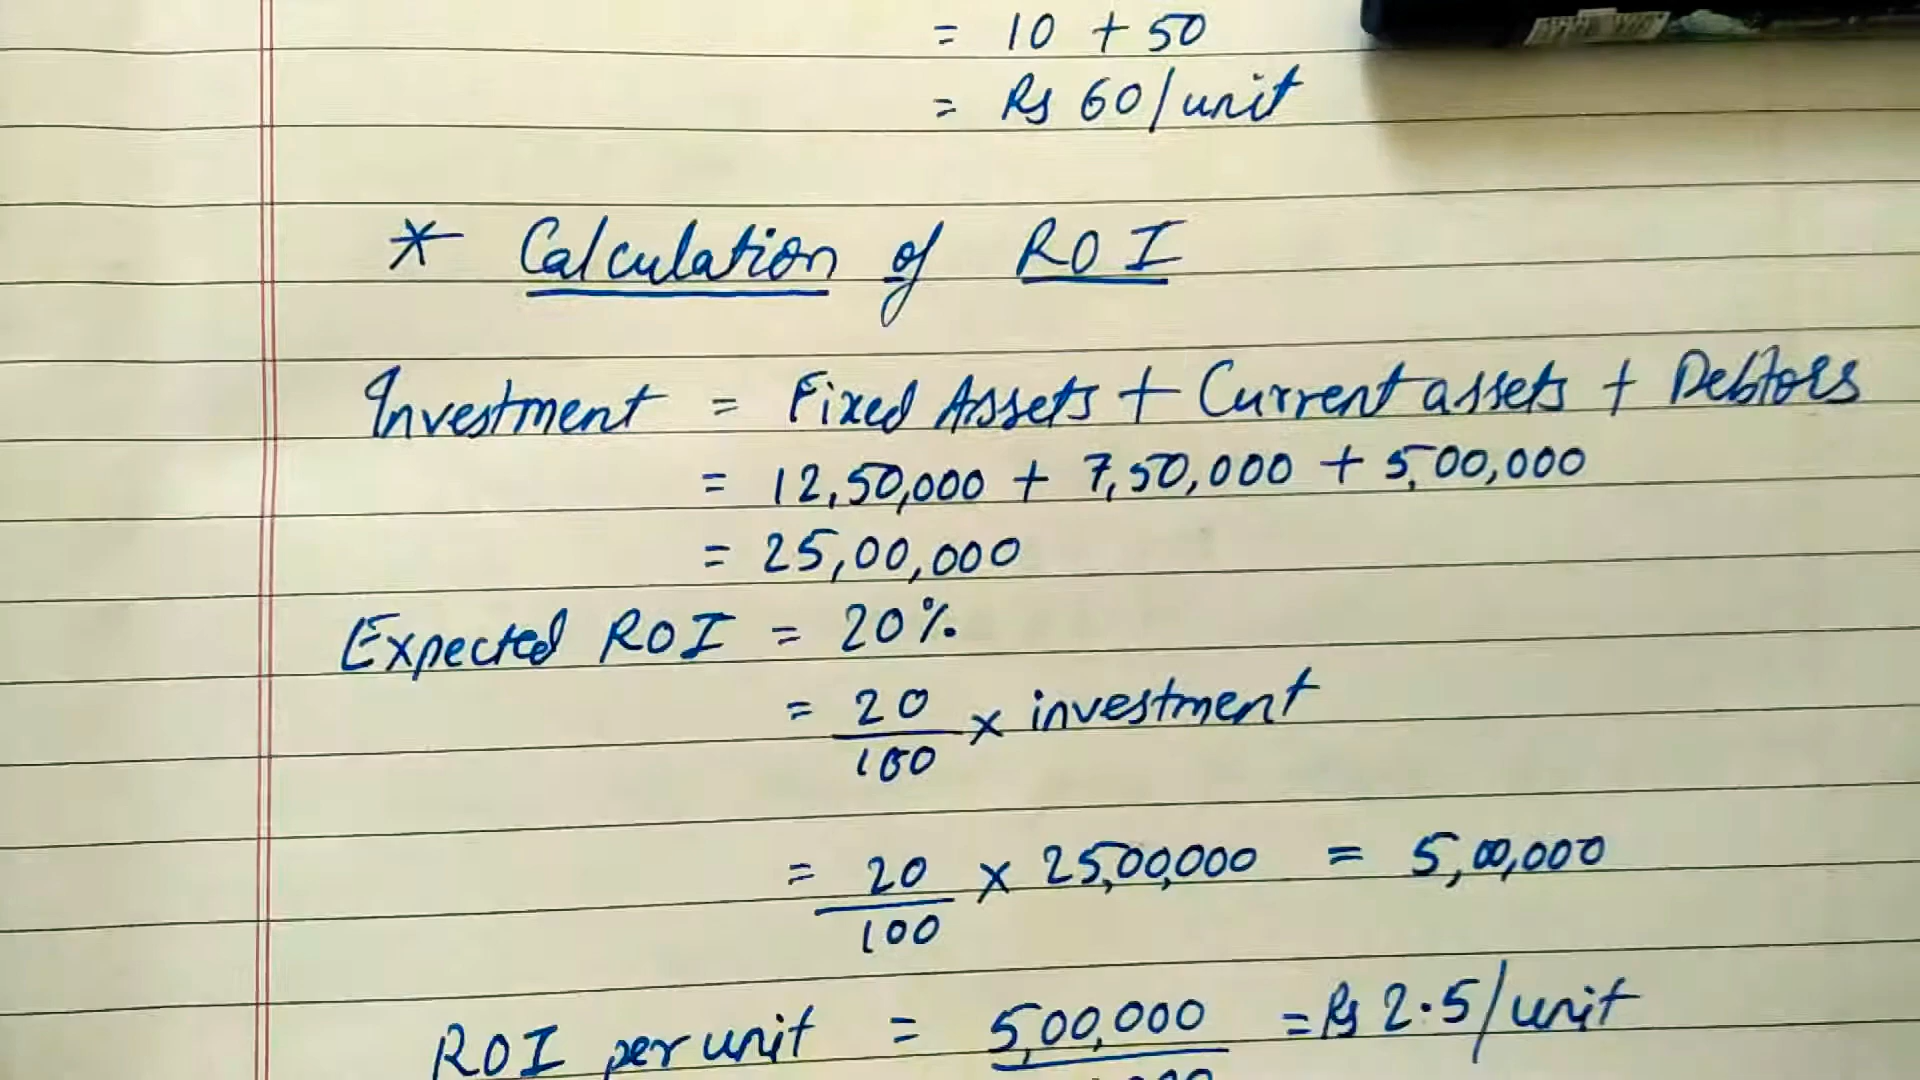 = 10 + 50
= Rs 60/unit
* Calculation of ROI
Investment = Fixed Assets + Current assets + Debtors
= 12,50,000 + 7,50,000 + 5,00,000
= 25,00,000
Expected ROI = 20%
= 20/100 × investment
= 20/100 × 25,00,000 = 5,00,000
ROI per unit = 5,00,000 = Rs 2.5/unit